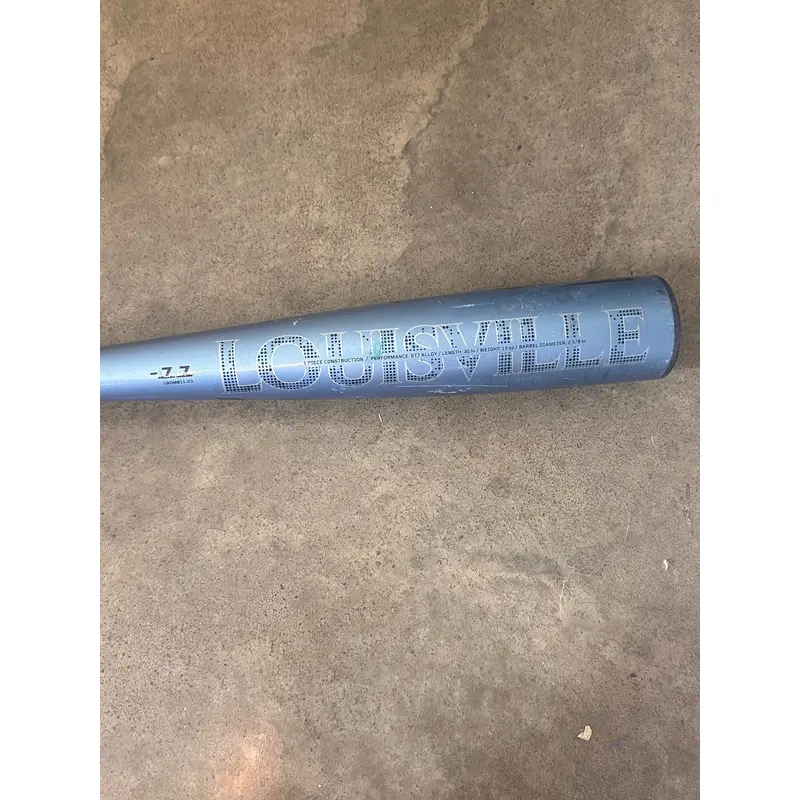 LOUISVILLE
PIECE CONSTRUCTION / PERFORMANCE ST7 ALLOY / LENGTH: 30 in / WEIGHT: 19 oz / BARREL DIAMETER: 2 5/8 in
-11